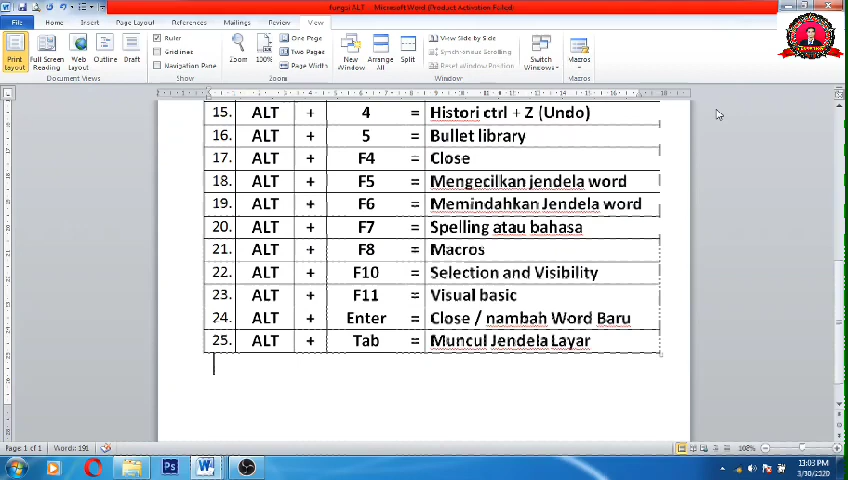 fungsi ALT - Microsoft Word (Product Activation Failed)
File Home Insert Page Layout References Mailings Review View
Print Layout Full Screen Reading Web Layout Outline Draft
Document Views
Ruler
Gridlines
Navigation Pane
Show
Zoom 100%
One Page
Two Pages
Page Width
Zoom
New Window Arrange All Split
View Side by Side
Synchronous Scrolling
Reset Window Position
Switch Windows
Window
Macros
Macros
15. ALT + 4 = Histori ctrl + Z (Undo)
16. ALT + 5 = Bullet library
17. ALT + F4 = Close
18. ALT + F5 = Mengecilkan jendela word
19. ALT + F6 = Memindahkan Jendela word
20. ALT + F7 = Spelling atau bahasa
21. ALT + F8 = Macros
22. ALT + F10 = Selection and Visibility
23. ALT + F11 = Visual basic
24. ALT + Enter = Close / nambah Word Baru
25. ALT + Tab = Muncul Jendela Layar
Page: 1 of 1 Words: 191
108%
Ps W
1:03 PM
3/30/2020